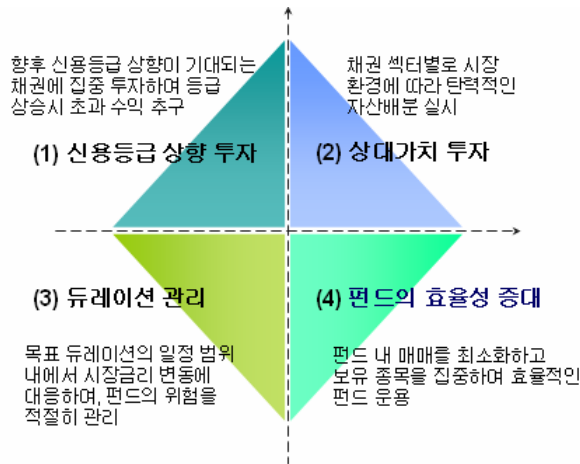 향후 신용등급 상향이 기대되는
채권에 집중 투자하며 등급
상승시 초과 수익 추구
(1) 신용등급 상향 투자
채권 섹터별로 시장
환경에 따라 탄력적인
자산배분 실시
(2) 상대가치 투자
(3) 듀레이션 관리
목표 듀레이션의 일정 범위
내에서 시장금리 변동에
대응하며, 펀드의 위험을
적절히 관리
(4) 펀드의 효율성 증대
펀드 내 매매를 최소화하고
보유 종목을 집중하여 효율적인
펀드 운용